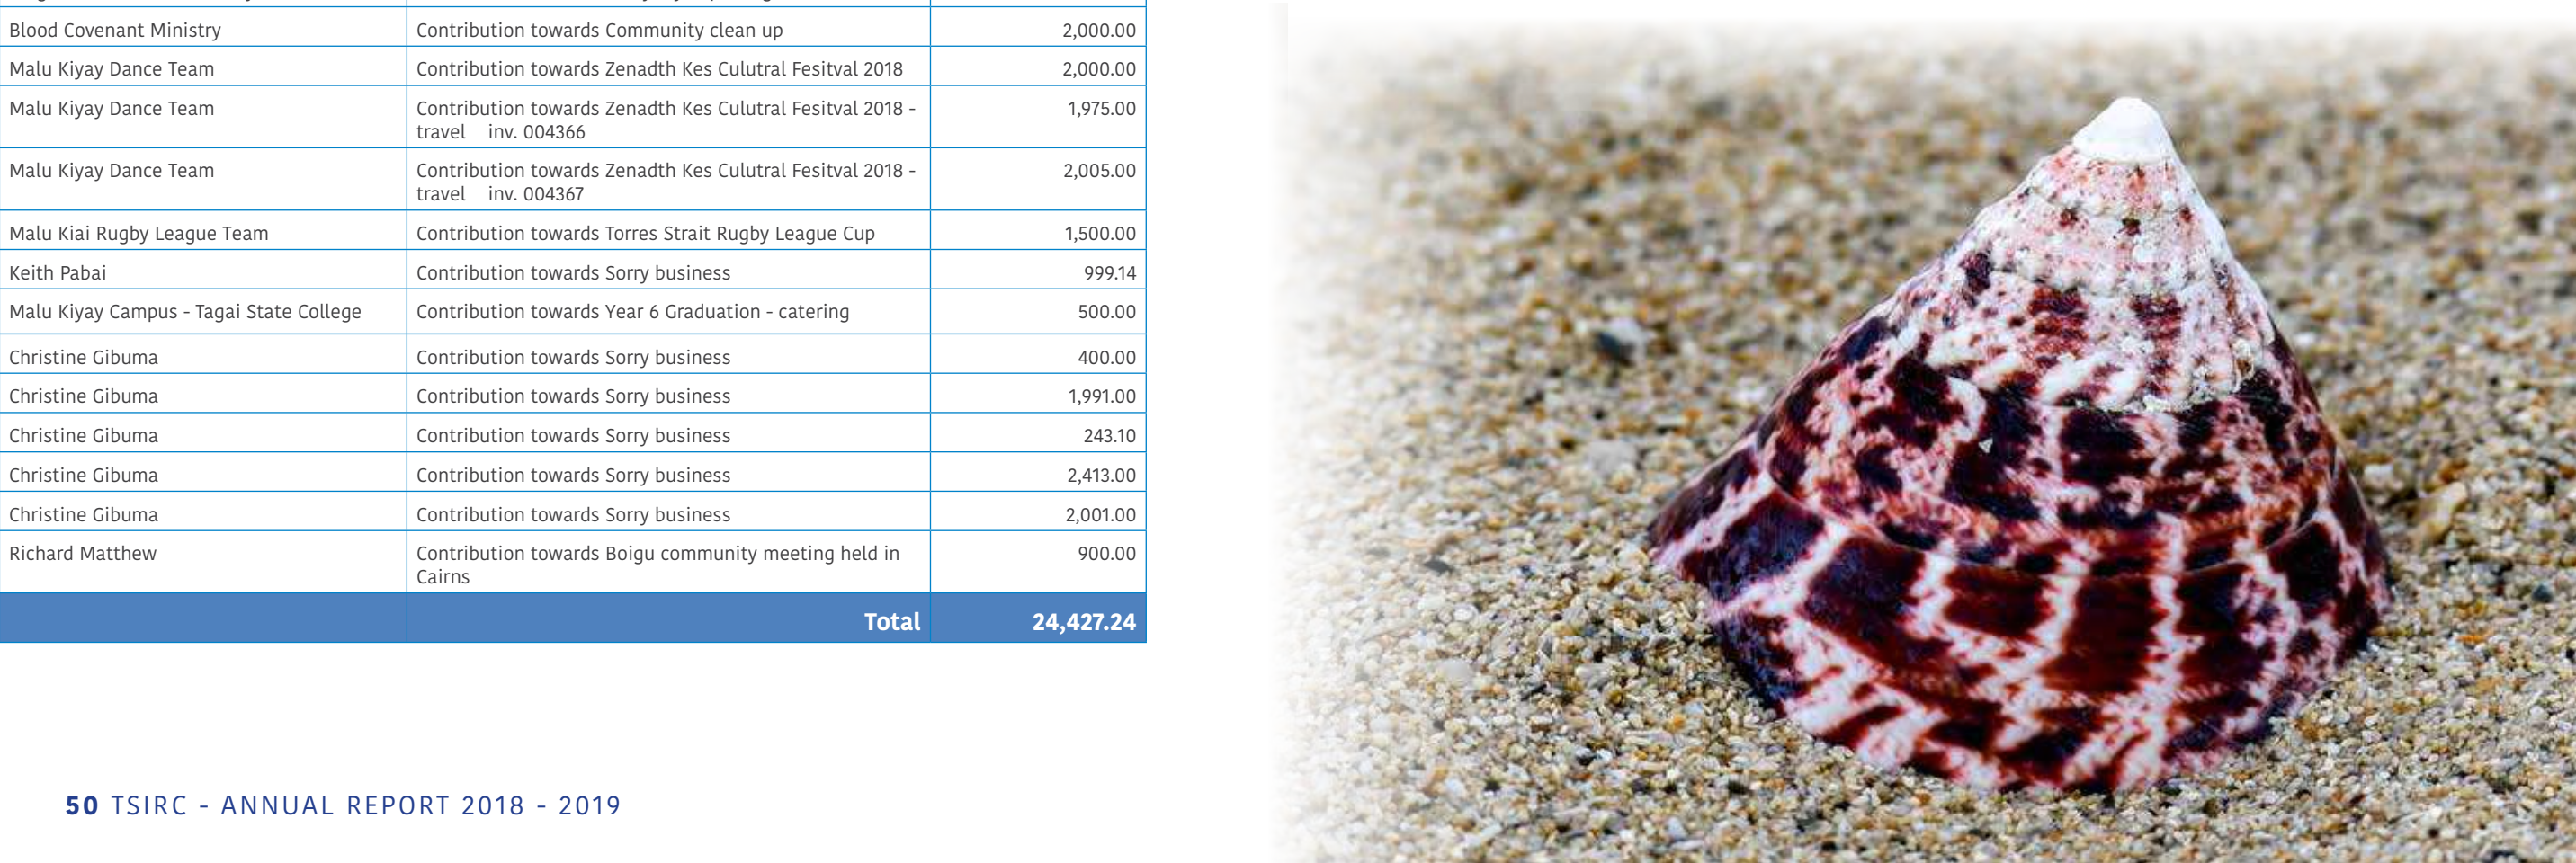 Blood Covenant Ministry Contribution towards Community clean up 2,000.00
Malu Kiyay Dance Team Contribution towards Zenadth Kes Culutral Fesitval 2018 2,000.00
Malu Kiyay Dance Team Contribution towards Zenadth Kes Culutral Fesitval 2018 - 1,975.00
travel inv. 004366
Malu Kiyay Dance Team Contribution towards Zenadth Kes Culutral Fesitval 2018 - 2,005.00
travel inv. 004367
Malu Kiai Rugby League Team Contribution towards Torres Strait Rugby League Cup 1,500.00
Keith Pabai Contribution towards Sorry business 999.14
Malu Kiyay Campus - Tagai State College Contribution towards Year 6 Graduation - catering 500.00
Christine Gibuma Contribution towards Sorry business 400.00
Christine Gibuma Contribution towards Sorry business 1,991.00
Christine Gibuma Contribution towards Sorry business 243.10
Christine Gibuma Contribution towards Sorry business 2,413.00
Christine Gibuma Contribution towards Sorry business 2,001.00
Richard Matthew Contribution towards Boigu community meeting held in 900.00
Cairns
Total 24,427.24
50 TSIRC - ANNUAL REPORT 2018 - 2019